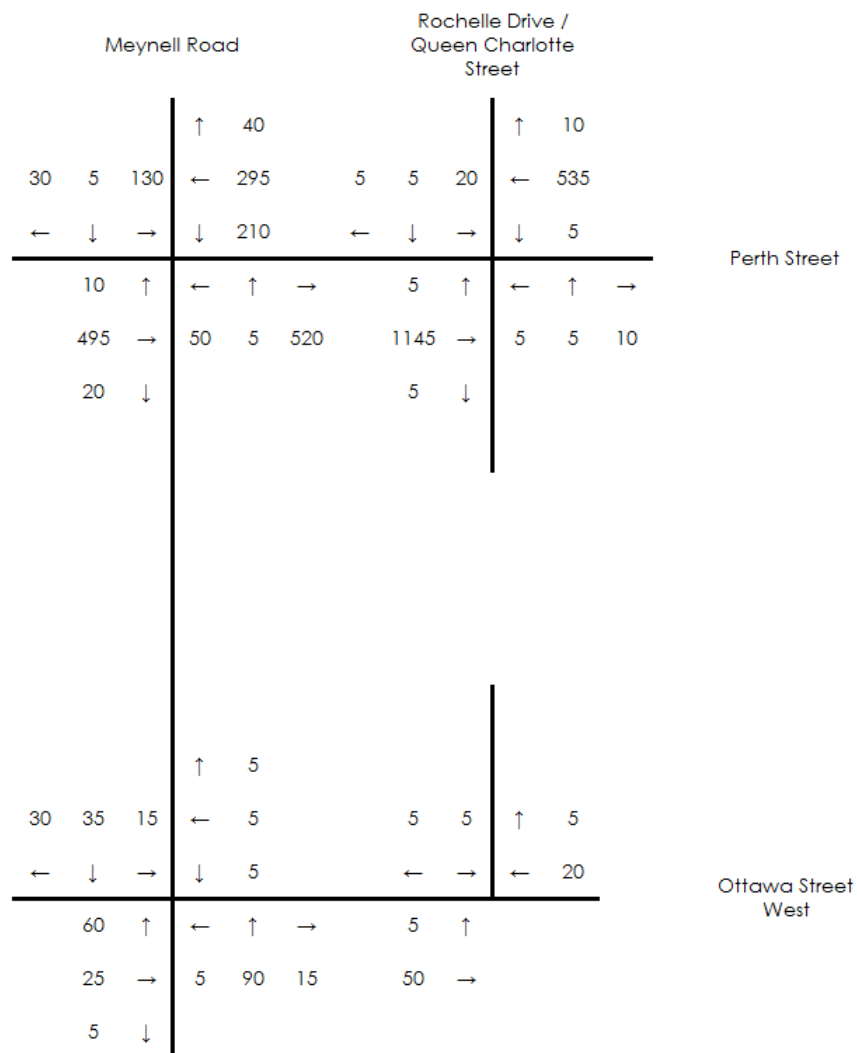 Meynell Road
Rochelle Drive /
Queen Charlotte
Street
↑ 40 ↑ 10
30 5 130 ← 295 5 5 20 ← 535
← ↓ → ↓ 210 ← ↓ → ↓ 5
Perth Street
10 ↑ ← ↑ → 5 ↑ ← ↑ →
495 → 50 5 520 1145 → 5 5 10
20 ↓ 5 ↓
↑ 5
30 35 15 ← 5 5 5 ↑ 5
← ↓ → ↓ 5 ← → ← 20
Ottawa Street
West
60 ↑ ← ↑ → 5 ↑
25 → 5 90 15 50 →
5 ↓